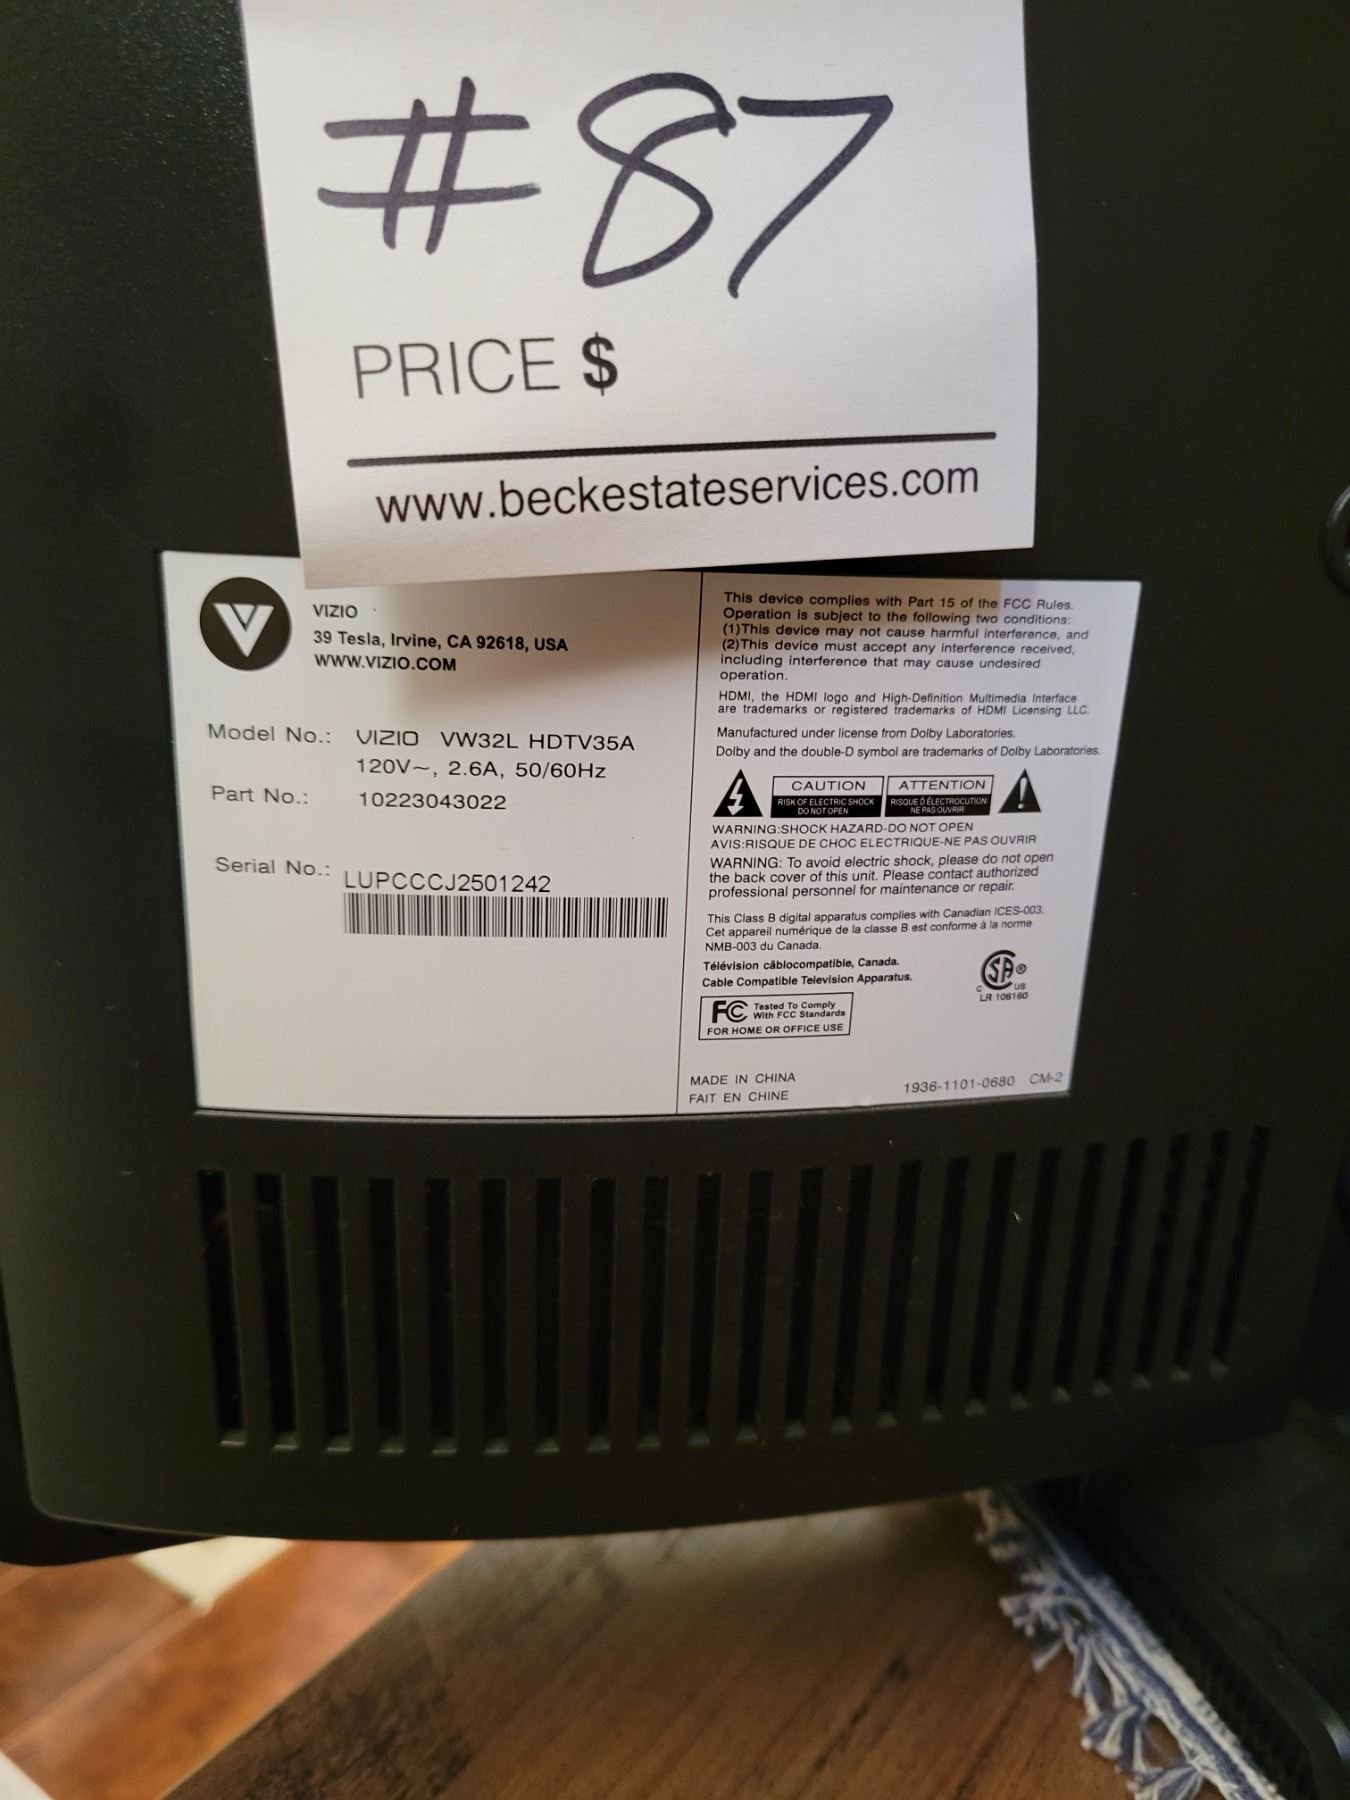 #87
PRICE $
www.beckestateservices.com
VIZIO
39 Tesla, Irvine, CA 92618, USA
WWW.VIZIO.COM
Model No.: VIZIO VW32L HDTV35A
120V~, 2.6A, 50/60Hz
Part No.: 10223043022
Serial No.: LUPCCCJ2501242
This device complies with Part 15 of the FCC Rules.
Operation is subject to the following two conditions:
(1)This device may not cause harmful interference, and
(2)This device must accept any interference received,
including interference that may cause undesired
operation.
HDMI, the HDMI logo and High-Definition Multimedia Interface
are trademarks or registered trademarks of HDMI Licensing LLC.
Manufactured under license from Dolby Laboratories.
Dolby and the double-D symbol are trademarks of Dolby Laboratories.
CAUTION
RISK OF ELECTRIC SHOCK
DO NOT OPEN
ATTENTION
RISQUE D ÉLECTROCUTION
NE PAS OUVRIR
WARNING:SHOCK HAZARD-DO NOT OPEN
AVIS:RISQUE DE CHOC ELECTRIQUE-NE PAS OUVRIR
WARNING: To avoid electric shock, please do not open
the back cover of this unit. Please contact authorized
professional personnel for maintenance or repair.
This Class B digital apparatus complies with Canadian ICES-003.
Cet appareil numérique de la classe B est conforme à la norme
NMB-003 du Canada.
Télévision câblocompatible, Canada.
Cable Compatible Television Apparatus.
SA®
C US
LR 106160
FC Tested To Comply
With FCC Standards
FOR HOME OR OFFICE USE
MADE IN CHINA
FAIT EN CHINE
1936-1101-0680 CM-2